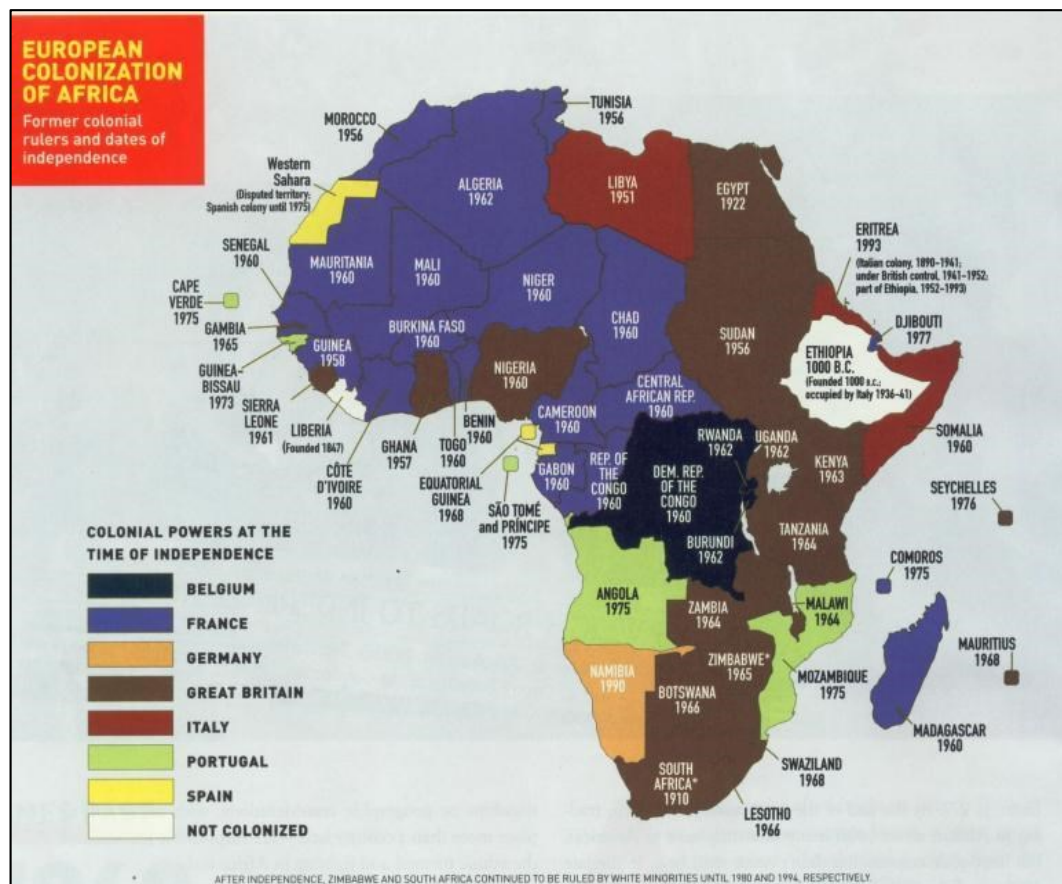 EUROPEAN
COLONIZATION
OF AFRICA
Former colonial
rulers and dates of
independence
MOROCCO
1956
TUNISIA
1956
Western
Sahara
(Disputed territory;
Spanish colony until 1975)
ALGERIA
1962
LIBYA
1951
EGYPT
1922
SENEGAL
1960
MAURITANIA
1960
MALI
1960
NIGER
1960
CHAD
1960
SUDAN
1956
ERITREA
1993
(Italian colony, 1890–1941;
under British control, 1941–1952;
part of Ethiopia, 1952–1993)
CAPE
VERDE
1975
GAMBIA
1965
GUINEA-
BISSAU
1973
GUINEA
1958
BURKINA FASO
1960
NIGERIA
1960
DJIBOUTI
1977
ETHIOPIA
1000 B.C.
(Founded 1000 B.C.;
occupied by Italy 1936–41)
SIERRA
LEONE
1961
LIBERIA
(Founded 1847)
CÔTE
D'IVOIRE
1960
GHANA
1957
TOGO
1960
BENIN
1960
CAMEROON
1960
CENTRAL
AFRICAN REP.
1960
EQUATORIAL
GUINEA
1968
SÃO TOMÉ
and PRÍNCIPE
1975
GABON
1960
REP. OF
THE
CONGO
1960
DEM. REP.
OF THE
CONGO
1960
RWANDA
1962
UGANDA
1962
KENYA
1963
SOMALIA
1960
BURUNDI
1962
TANZANIA
1964
SEYCHELLES
1976
COMOROS
1975
ANGOLA
1975
ZAMBIA
1964
MALAWI
1964
MAURITIUS
1968
NAMIBIA
1990
ZIMBABWE*
1965
BOTSWANA
1966
MOZAMBIQUE
1975
MADAGASCAR
1960
SOUTH
AFRICA*
1910
SWAZILAND
1968
LESOTHO
1966
COLONIAL POWERS AT THE
TIME OF INDEPENDENCE
BELGIUM
FRANCE
GERMANY
GREAT BRITAIN
ITALY
PORTUGAL
SPAIN
NOT COLONIZED
* AFTER INDEPENDENCE, ZIMBABWE AND SOUTH AFRICA CONTINUED TO BE RULED BY WHITE MINORITIES UNTIL 1980 AND 1994, RESPECTIVELY.